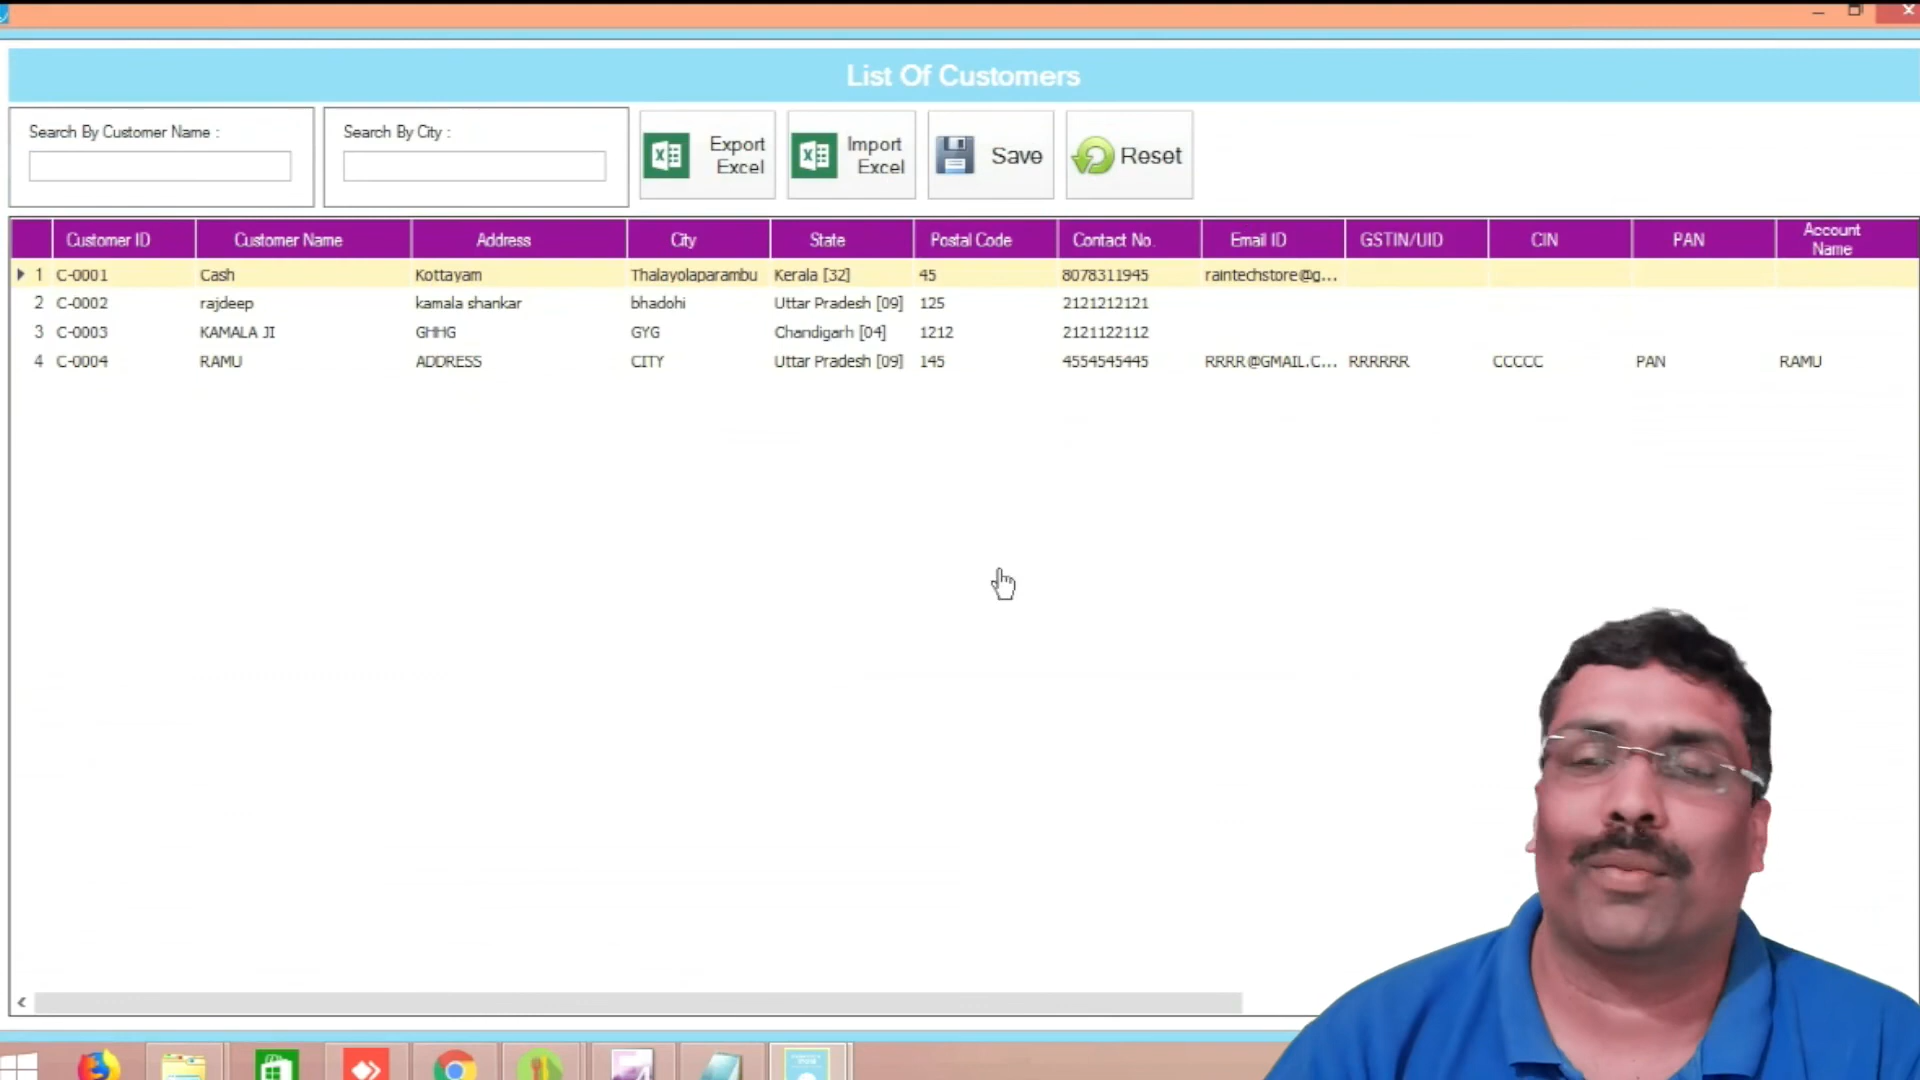 List Of Customers
Search By Customer Name :
Search By City :
Export Excel
Import Excel
Save
Reset
Customer ID Customer Name Address City State Postal Code Contact No. Email ID GSTIN/UID CIN PAN Account Name
1 C-0001 Cash Kottayam Thalayolaparambu Kerala [32] 45 8078311945 raintechstore@g...
2 C-0002 rajdeep kamala shankar bhadohi Uttar Pradesh [09] 125 2121212121
3 C-0003 KAMALA JI GHHG GYG Chandigarh [04] 1212 2121122112
4 C-0004 RAMU ADDRESS CITY Uttar Pradesh [09] 145 4554545445 RRRR@GMAIL.C... RRRRRR CCCCC PAN RAMU